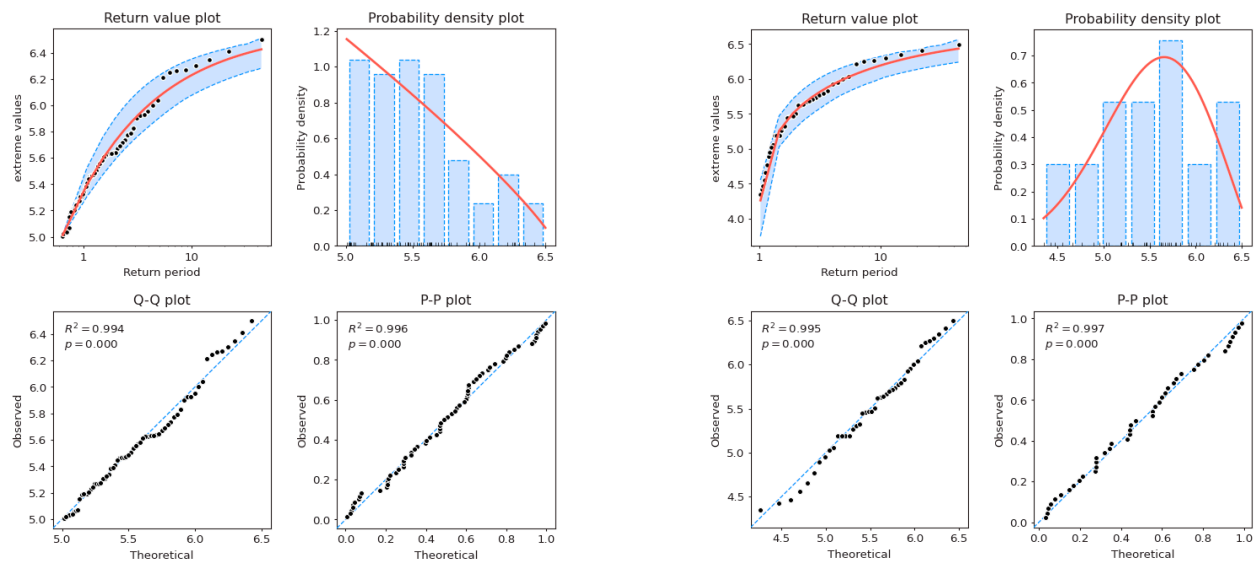 Return value plot
extreme values
6.4
6.2
6.0
5.8
5.6
5.4
5.2
5.0
1
10
Return period
Probability density plot
Probability density
1.2
1.0
0.8
0.6
0.4
0.2
0.0
5.0
5.5
6.0
6.5
Return value plot
extreme values
6.5
6.0
5.5
5.0
4.5
4.0
1
10
Return period
Probability density plot
Probability density
0.7
0.6
0.5
0.4
0.3
0.2
0.1
0.0
4.5
5.0
5.5
6.0
6.5
Q-Q plot
R² = 0.994
p = 0.000
Observed
6.4
6.2
6.0
5.8
5.6
5.4
5.2
5.0
5.0
5.5
6.0
6.5
Theoretical
P-P plot
R² = 0.996
p = 0.000
Observed
1.0
0.8
0.6
0.4
0.2
0.0
0.0
0.2
0.4
0.6
0.8
1.0
Theoretical
Q-Q plot
R² = 0.995
p = 0.000
Observed
6.5
6.0
5.5
5.0
4.5
4.5
5.0
5.5
6.0
6.5
Theoretical
P-P plot
R² = 0.997
p = 0.000
Observed
1.0
0.8
0.6
0.4
0.2
0.0
0.0
0.2
0.4
0.6
0.8
1.0
Theoretical